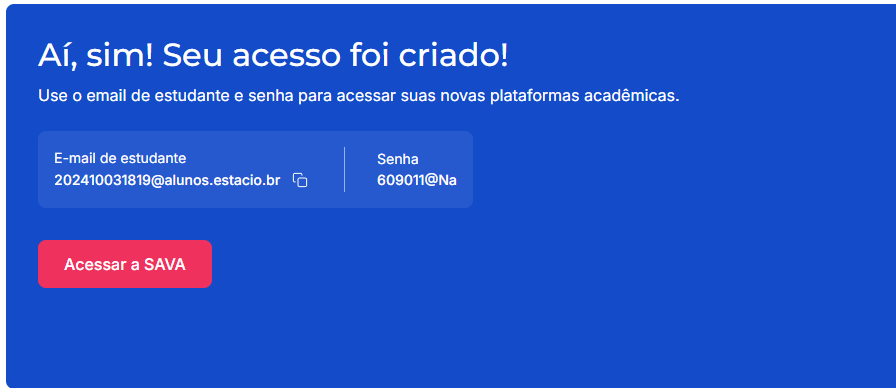 Aí, sim! Seu acesso foi criado!
Use o email de estudante e senha para acessar suas novas plataformas acadêmicas.
E-mail de estudante
202410031819@alunos.estacio.br
Senha
609011@Na
Acessar a SAVA